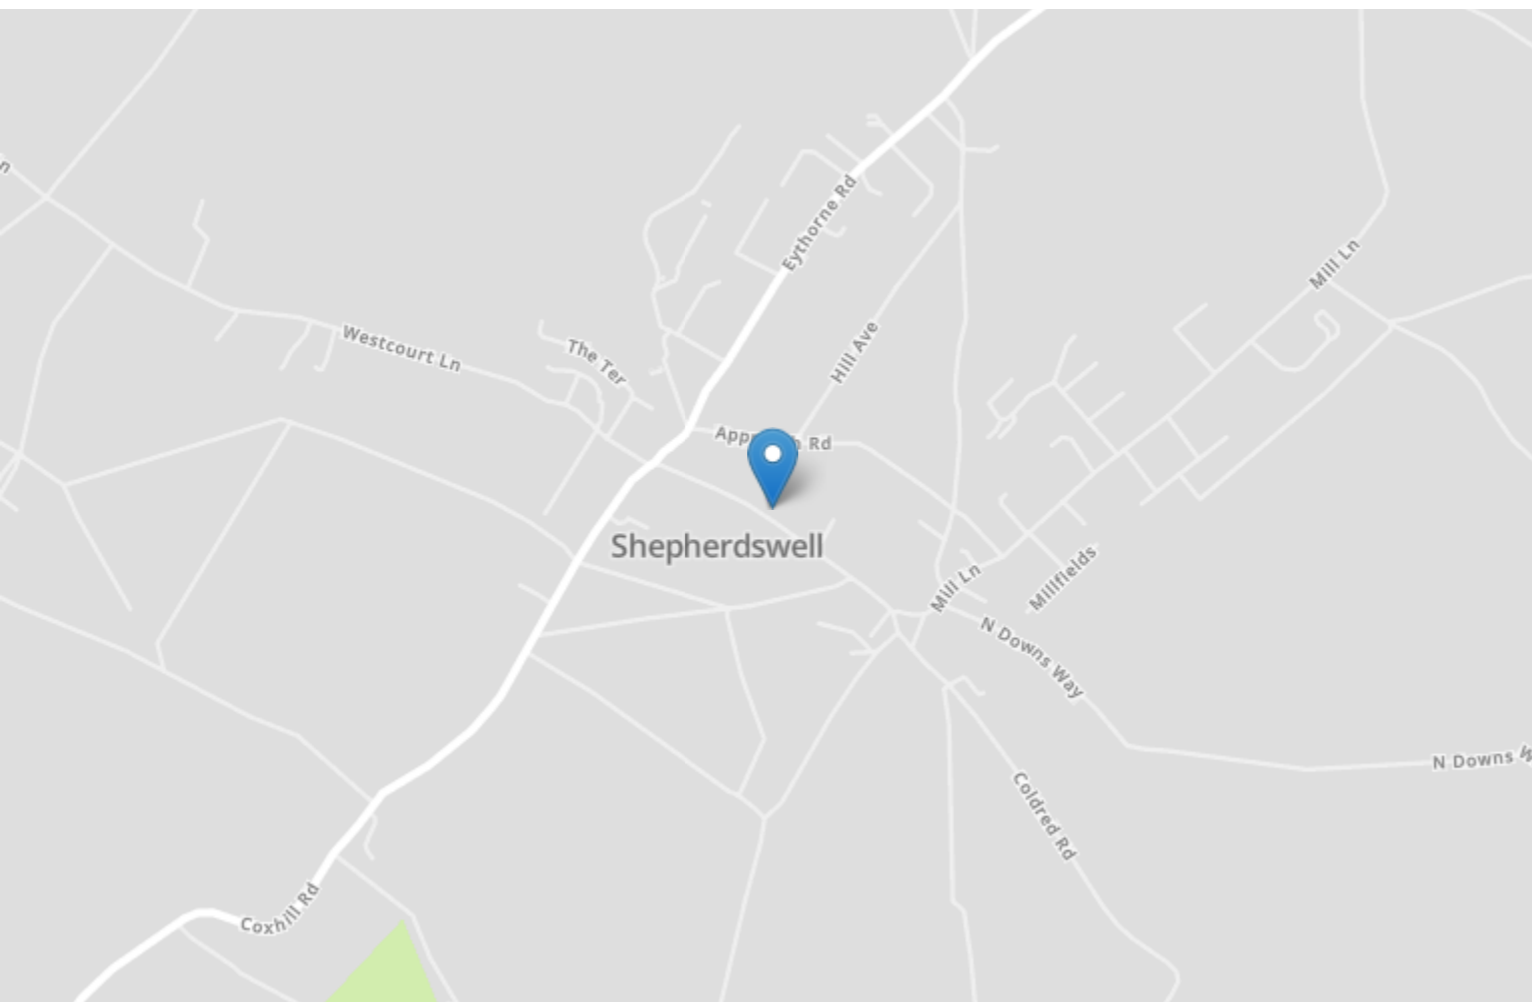 Eythorne Rd
Mill Ln
Westcourt Ln
The Ter
Hill Ave
Rd
Shepherdswell
Mill Ln
Millfields
N Downs Way
N Downs
Coldred Rd
Coxhill Rd